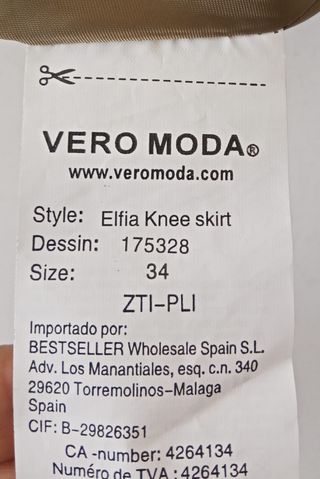 VERO MODA®
www.veromoda.com
Style: Elfia Knee skirt
Dessin: 175328
Size: 34
ZTI-PLI
Importado por:
BESTSELLER Wholesale Spain S.L.
Adv. Los Manantiales, esq. c.n. 340
29620 Torremolinos-Malaga
Spain
CIF: B-29826351
CA -number: 4264134
Numéro de TVA : 4264134